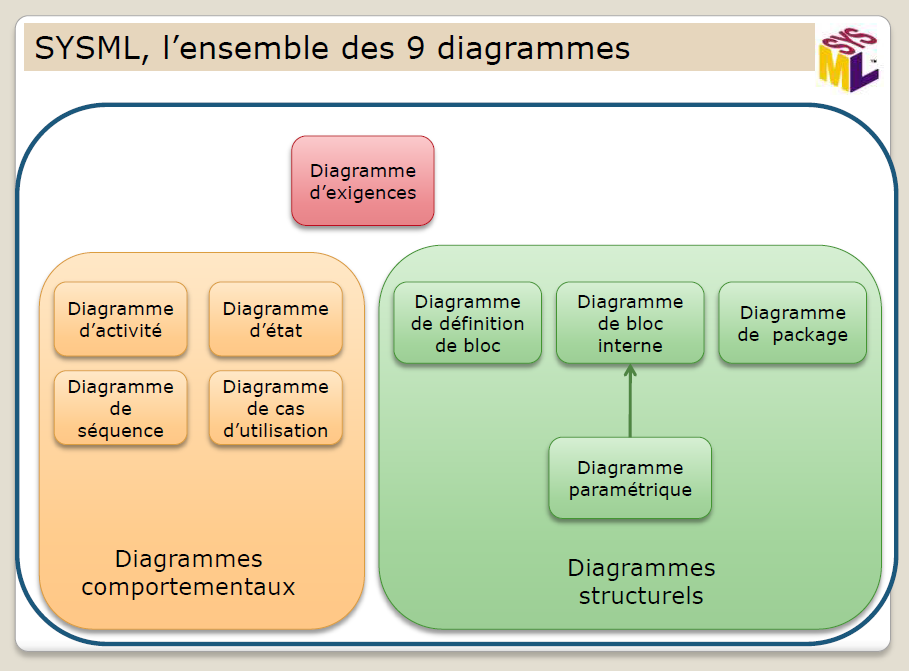 SYSML, l’ensemble des 9 diagrammes
SYS
ML™
Diagramme
d’exigences
Diagramme
d’activité
Diagramme
d’état
Diagramme
de
séquence
Diagramme
de cas
d’utilisation
Diagrammes
comportementaux
Diagramme
de définition
de bloc
Diagramme
de bloc
interne
Diagramme
de  package
Diagramme
paramétrique
Diagrammes
structurels